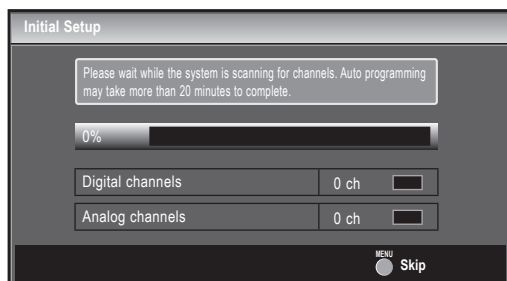 Initial Setup
Please wait while the system is scanning for channels. Auto programming
may take more than 20 minutes to complete.
0%
Digital channels 0 ch
Analog channels 0 ch
MENU
Skip